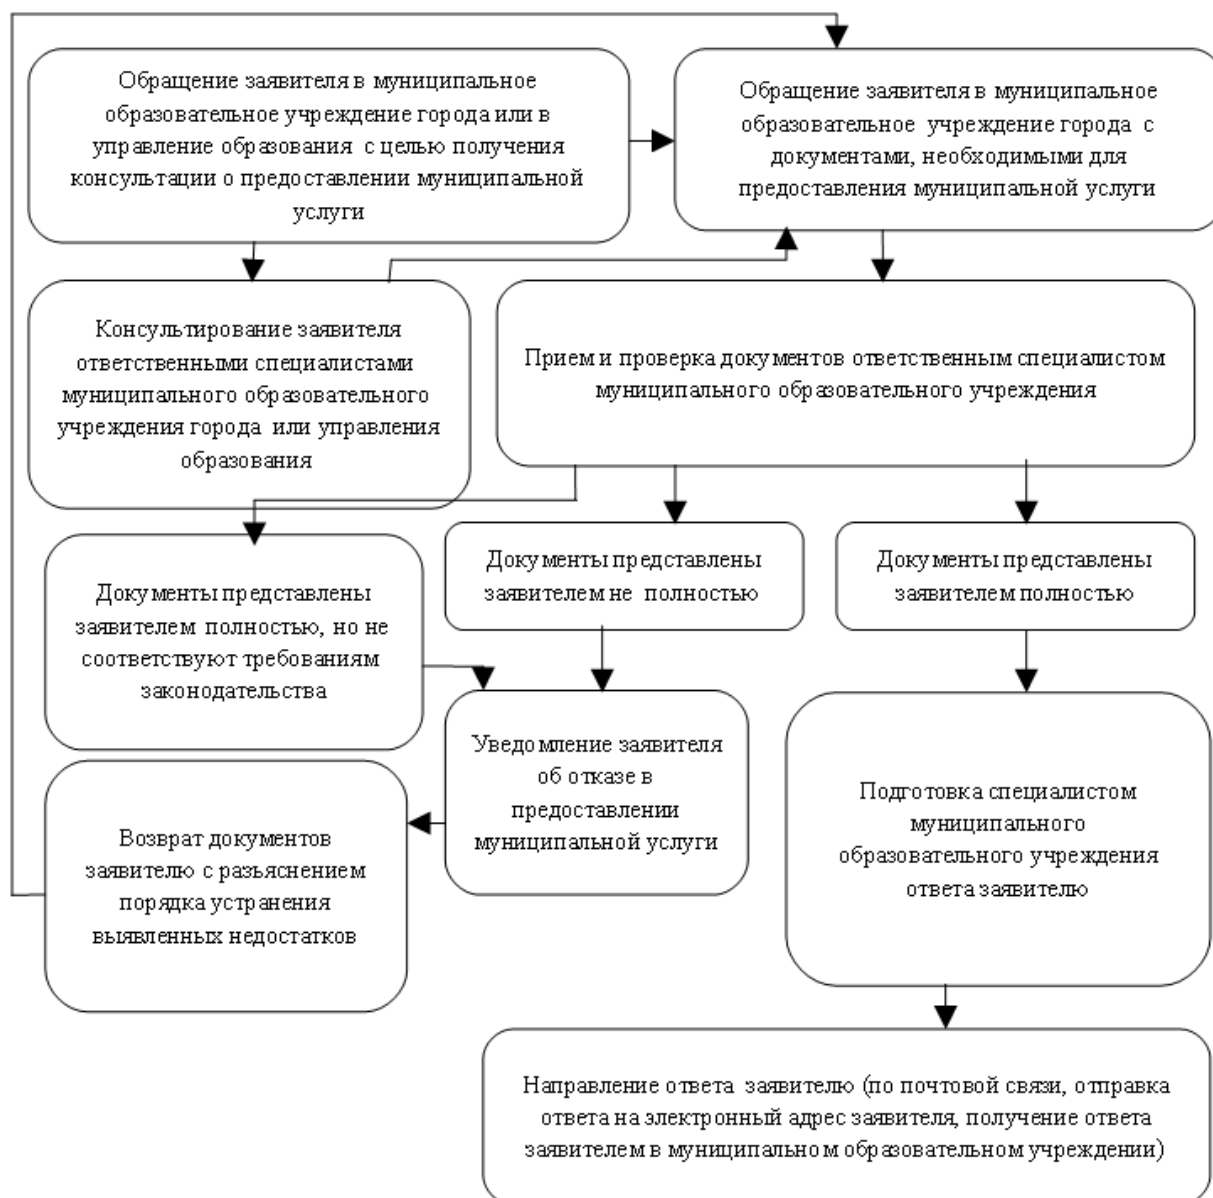 Обращение заявителя в муниципальное
образовательное учреждение города или в
управление образования с целью получения
консультации о предоставлении муниципальной
услуги
Обращение заявителя в муниципальное
образовательное учреждение города с
документами, необходимыми для
предоставления муниципальной услуги
Консультирование заявителя
ответственными специалистами
муниципального образовательного
учреждения города или управления
образования
Прием и проверка документов ответственным специалистом
муниципального образовательного учреждения
Документы представлены
заявителем полностью, но не
соответствуют требованиям
законодательства
Документы представлены
заявителем не полностью
Документы представлены
заявителем полностью
Уведомление заявителя
об отказе в
предоставлении
муниципальной услуги
Возврат документов
заявителю с разъяснением
порядка устранения
выявленных недостатков
Подготовка специалистом
муниципального
образовательного учреждения
ответа заявителю
Направление ответа заявителю (по почтовой связи, отправка
ответа на электронный адрес заявителя, получение ответа
заявителем в муниципальном образовательном учреждении)